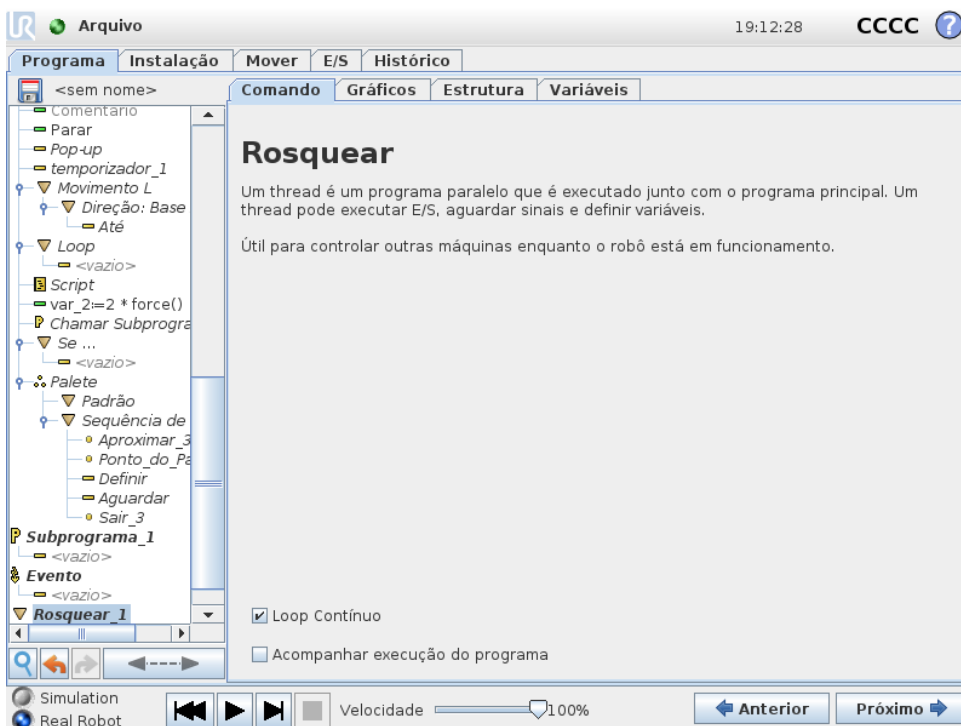 UR Arquivo 19:12:28 CCCC ?
Programa Instalação Mover E/S Histórico
<sem nome>
Comando Gráficos Estrutura Variáveis
Comentário
Parar
Pop-up
temporizador_1
Movimento L
Direção: Base
Até
Loop
<vazio>
Script
var_2:=2 * force()
P Chamar Subprogra
Se ...
<vazio>
Palete
Padrão
Sequência de
Aproximar_3
Ponto_do_Pa
Definir
Aguardar
Sair_3
P Subprograma_1
<vazio>
Evento
<vazio>
Rosquear_1
Rosquear
Um thread é um programa paralelo que é executado junto com o programa principal. Um
thread pode executar E/S, aguardar sinais e definir variáveis.
Útil para controlar outras máquinas enquanto o robô está em funcionamento.
Loop Contínuo
Acompanhar execução do programa
Simulation
Real Robot
Velocidade 100%
Anterior Próximo